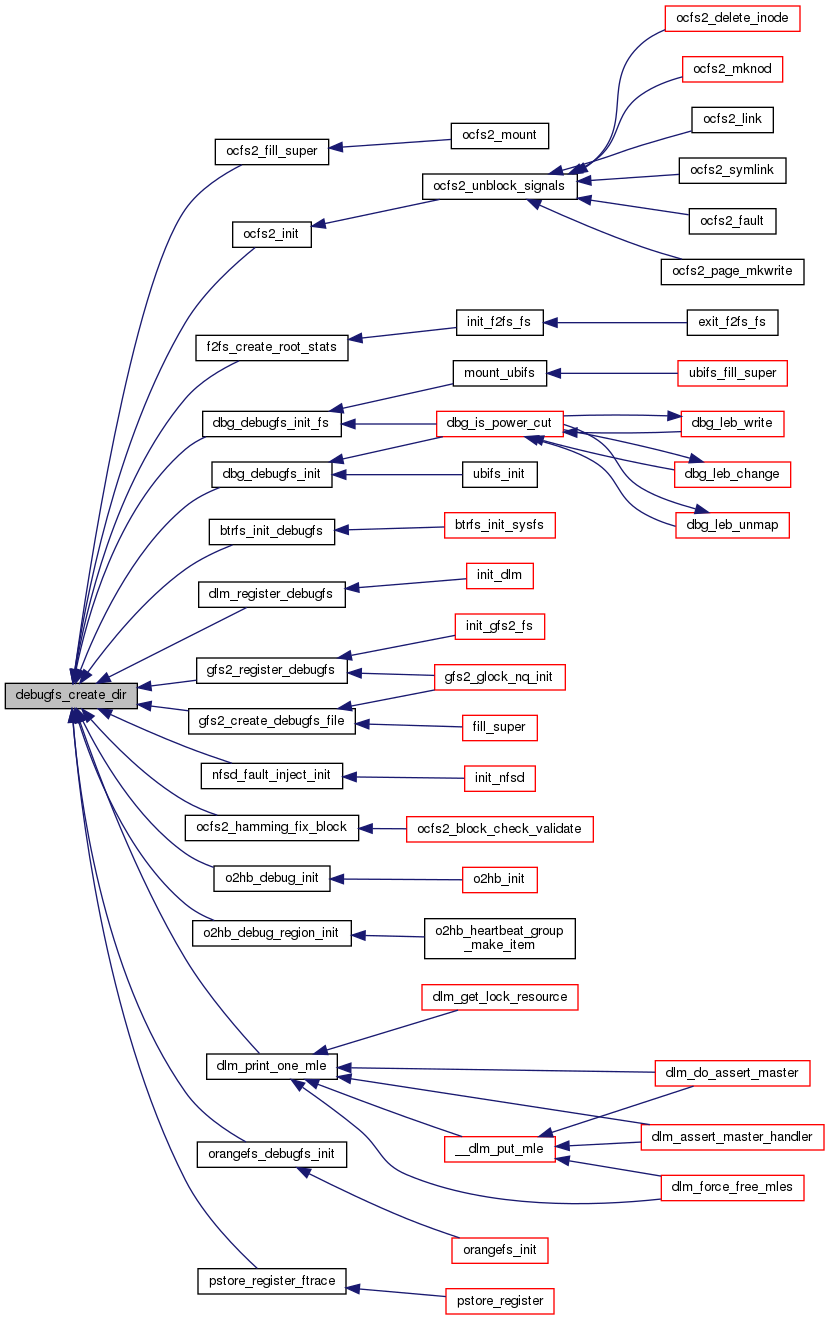 ocfs2_delete_inode
ocfs2_mknod
ocfs2_link
ocfs2_fill_super
ocfs2_mount
ocfs2_symlink
ocfs2_unblock_signals
ocfs2_fault
ocfs2_init
ocfs2_page_mkwrite
f2fs_create_root_stats
init_f2fs_fs
exit_f2fs_fs
mount_ubifs
ubifs_fill_super
dbg_debugfs_init_fs
dbg_is_power_cut
dbg_leb_write
dbg_debugfs_init
ubifs_init
dbg_leb_change
dbg_leb_unmap
btrfs_init_debugfs
btrfs_init_sysfs
dlm_register_debugfs
init_dlm
init_gfs2_fs
gfs2_register_debugfs
gfs2_glock_nq_init
debugfs_create_dir
gfs2_create_debugfs_file
fill_super
nfsd_fault_inject_init
init_nfsd
ocfs2_hamming_fix_block
ocfs2_block_check_validate
o2hb_debug_init
o2hb_init
o2hb_debug_region_init
o2hb_heartbeat_group
_make_item
dlm_get_lock_resource
dlm_print_one_mle
dlm_do_assert_master
dlm_assert_master_handler
__dlm_put_mle
orangefs_debugfs_init
dlm_force_free_mles
orangefs_init
pstore_register_ftrace
pstore_register